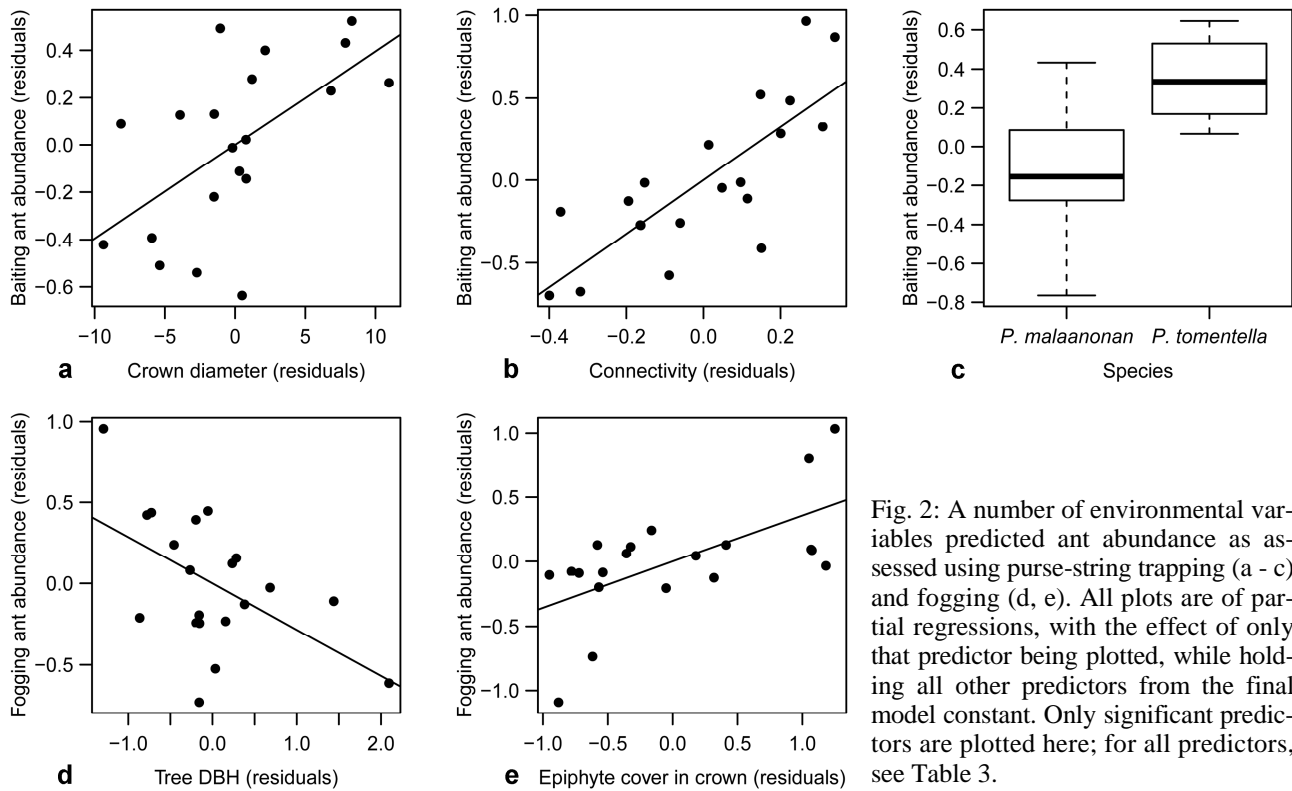 Baiting ant abundance (residuals)
0.4
0.2
0.0
−0.2
−0.4
−0.6
−10 −5 0 5 10
a Crown diameter (residuals)
Baiting ant abundance (residuals)
1.0
0.5
0.0
−0.5
−0.4 −0.2 0.0 0.2
b Connectivity (residuals)
Baiting ant abundance (residuals)
0.6
0.4
0.2
0.0
−0.2
−0.4
−0.6
−0.8
P. malaanonan P. tomentella
c Species
Fogging ant abundance (residuals)
1.0
0.5
0.0
−0.5
−1.0 0.0 1.0 2.0
d Tree DBH (residuals)
Fogging ant abundance (residuals)
1.0
0.5
0.0
−0.5
−1.0
−1.0 −0.5 0.0 0.5 1.0
e Epiphyte cover in crown (residuals)
Fig. 2: A number of environmental var-
iables predicted ant abundance as as-
sessed using purse-string trapping (a - c)
and fogging (d, e). All plots are of par-
tial regressions, with the effect of only
that predictor being plotted, while hold-
ing all other predictors from the final
model constant. Only significant predic-
tors are plotted here; for all predictors,
see Table 3.